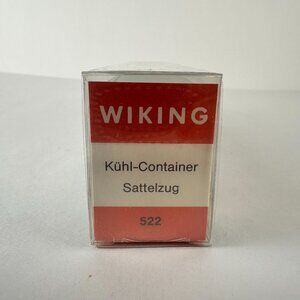 WIKING
Kühl-Container
Sattelzug
522